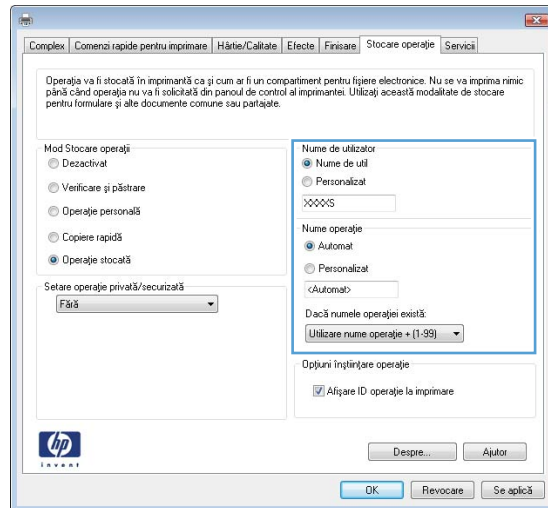 Complex
Comenzi rapide pentru imprimare
Hârtie/Calitate
Efecte
Finisare
Stocare operaţie
Servicii
Operaţia va fi stocată în imprimantă ca şi cum ar fi un compartiment pentru fişiere electronice. Nu se va imprima nimic
până când operaţia nu va fi solicitată din panoul de control al imprimantei. Utilizaţi această modalitate de stocare
pentru formulare şi alte documente comune sau partajate.
Mod Stocare operaţii
Dezactivat
Verificare şi păstrare
Operaţie personală
Copiere rapidă
Operaţie stocată
Setare operaţie privată/securizată
Fără
Nume de utilizator
Nume de util
Personalizat
XXXXS
Nume operaţie
Automat
Personalizat
<Automat>
Dacă numele operaţiei există:
Utilizare nume operaţie + (1-99)
Opţiuni înştiinţare operaţie
Afişare ID operaţie la imprimare
hp
invent
Despre...
Ajutor
OK
Revocare
Se aplică